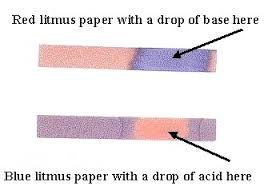 Red litmus paper with a drop of base here
Blue litmus paper with a drop of acid here